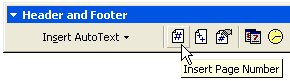 Header and Footer
Insert AutoText
Insert Page Number